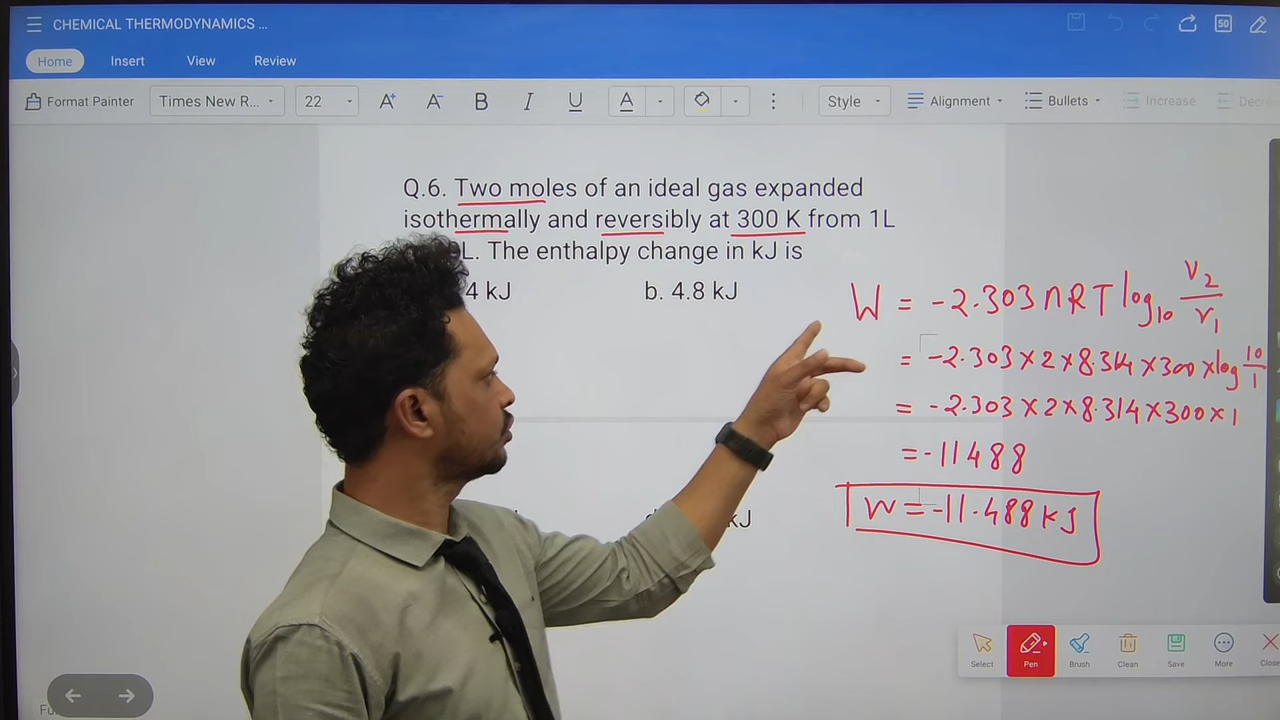 CHEMICAL THERMODYNAMICS ...
50
Home Insert View Review
Format Painter Times New R... 22 A+ A- B I U A Style Alignment Bullets Increase Decre
Q.6. Two moles of an ideal gas expanded
isothermally and reversibly at 300 K from 1L
L. The enthalpy change in kJ is
4 kJ b. 4.8 kJ
kJ
W = -2.303 nRT log10 V2/V1
= -2.303 × 2 × 8.314 × 300 × log 10/1
= -2.303 × 2 × 8.314 × 300 × 1
= -11488
W = -11.488 KJ
Select Pen Brush Clean Save More Close